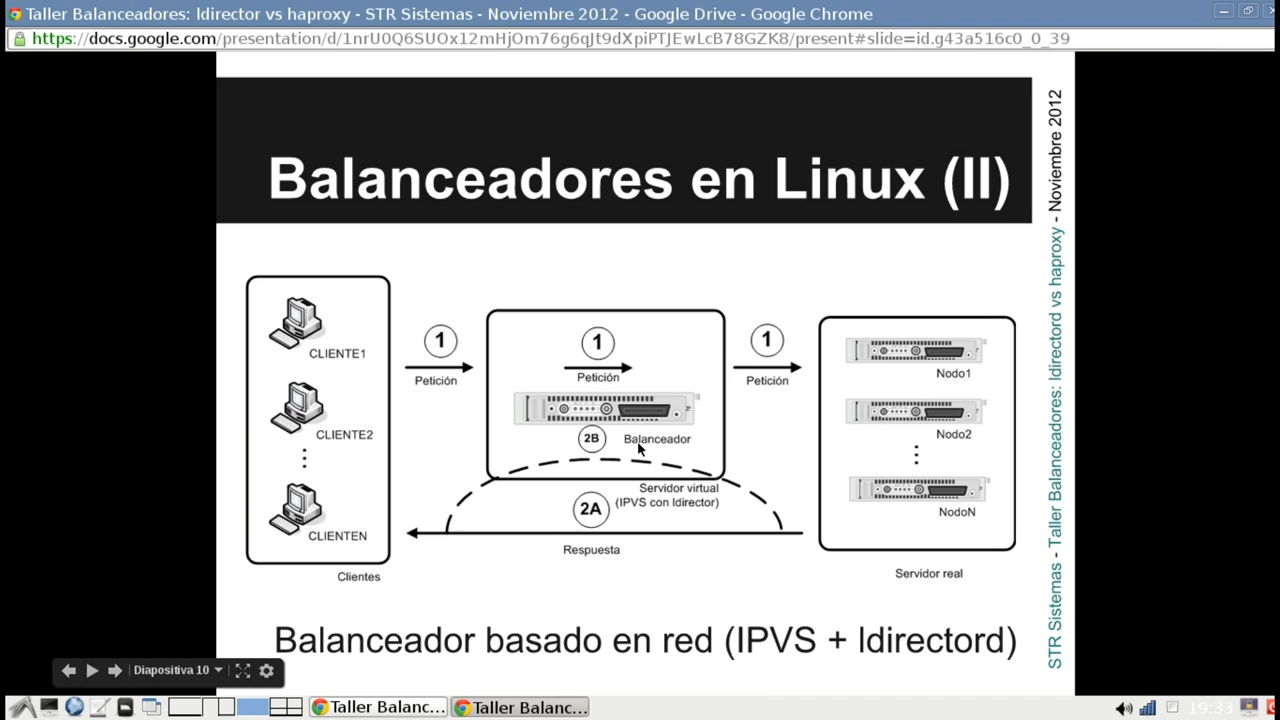 Taller Balanceadores: ldirector vs haproxy - STR Sistemas - Noviembre 2012 - Google Drive - Google Chrome
https://docs.google.com/presentation/d/1nrU0Q6SUOx12mHjOm76g6qJt9dXpiPTJEwLcB78GZK8/present#slide=id.g43a516c0_0_39
Balanceadores en Linux (II)
STR Sistemas - Taller Balanceadores: ldirectord vs haproxy - Noviembre 2012
CLIENTE1
CLIENTE2
CLIENTEN
Clientes
1
Petición
1
Petición
2B
Balanceador
Servidor virtual
(IPVS con ldirector)
2A
Respuesta
1
Petición
Nodo1
Nodo2
NodoN
Servidor real
Balanceador basado en red (IPVS + ldirectord)
Diapositiva 10
Taller Balanc...
Taller Balanc...
19:33